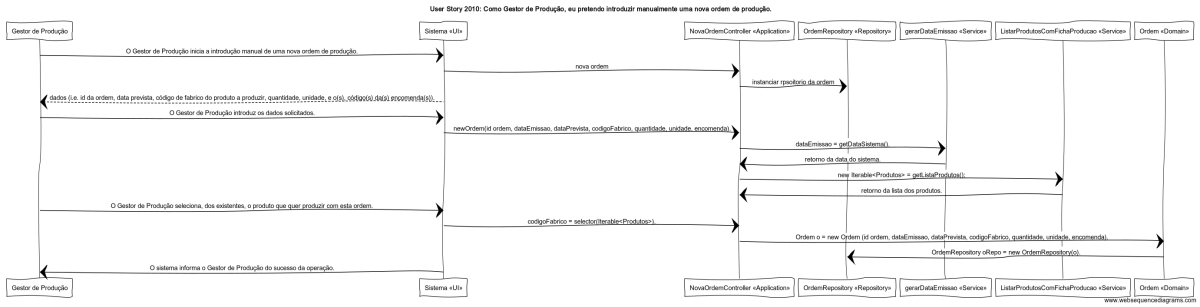 User Story 2010: Como Gestor de Produção, eu pretendo introduzir manualmente uma nova ordem de produção.
Gestor de Produção
Sistema «UI»
NovaOrdemController «Application»
OrdemRepository «Repository»
gerarDataEmissao «Service»
ListarProdutosComFichaProducao «Service»
Ordem «Domain»
O Gestor de Produção inicia a introdução manual de uma nova ordem de produção.
nova ordem
instanciar rpsoitorio da ordem
dados (i.e. id da ordem, data prevista, código de fabrico do produto a produzir, quantidade, unidade, e o(s), código(s) da(s) encomenda(s)).
O Gestor de Produção introduz os dados solicitados.
newOrdem(id ordem, dataEmissao, dataPrevista, codigoFabrico, quantidade, unidade, encomenda).
dataEmissao = getDataSistema().
retorno da data do sistema.
new Iterable<Produtos> = getListaProdutos();
retorno da lista dos produtos.
O Gestor de Produção seleciona, dos existentes, o produto que quer produzir com esta ordem.
codigoFabrico = selector(Iterable<Produtos>).
Ordem o = new Ordem (id ordem, dataEmissao, dataPrevista, codigoFabrico, quantidade, unidade, encomenda).
OrdemRepository oRepo = new OrdemRepository(o).
O sistema informa o Gestor de Produção do sucesso da operação.
Gestor de Produção
Sistema «UI»
NovaOrdemController «Application»
OrdemRepository «Repository»
gerarDataEmissao «Service»
ListarProdutosComFichaProducao «Service»
Ordem «Domain»
www.websequencediagrams.com